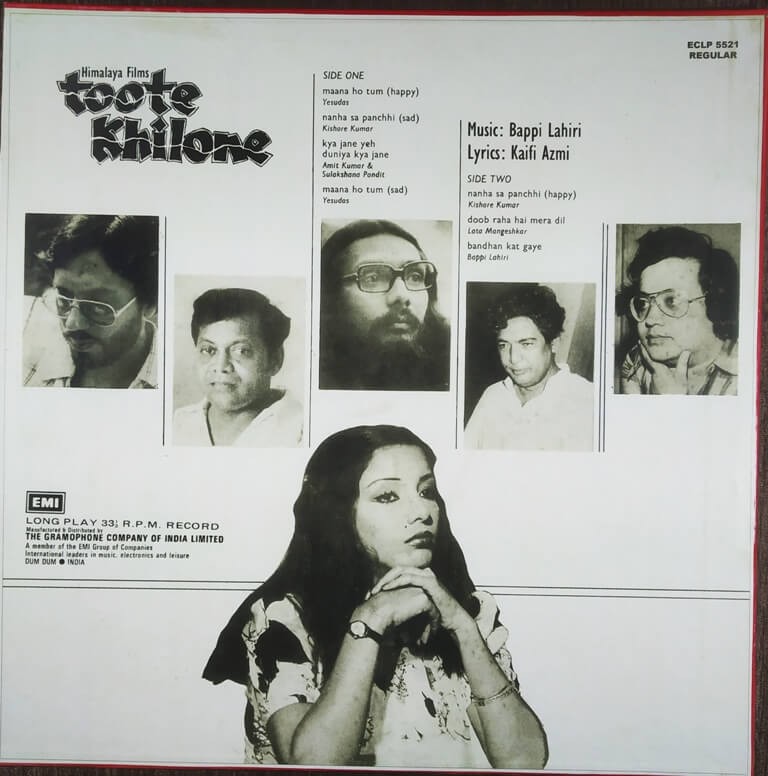 ECLP 5521
REGULAR
Himalaya Films
toote
Khilone
SIDE ONE
maana ho tum (happy)
Yesudas
nanha sa panchhi (sad)
Kishore Kumar
kya jane yeh
duniya kya jane
Amit Kumar &
Sulakshana Pandit
maana ho tum (sad)
Yesudas
Music: Bappi Lahiri
Lyrics: Kaifi Azmi
SIDE TWO
nanha sa panchhi (happy)
Kishore Kumar
doob raha hai mera dil
Lata Mangeshkar
bandhan kat gaye
Bappi Lahiri
EMI
LONG PLAY 33⅓ R.P.M. RECORD
Manufactured & Distributed by
THE GRAMOPHONE COMPANY OF INDIA LIMITED
A member of the EMI Group of Companies
International leaders in music, electronics and leisure
DUM DUM ● INDIA